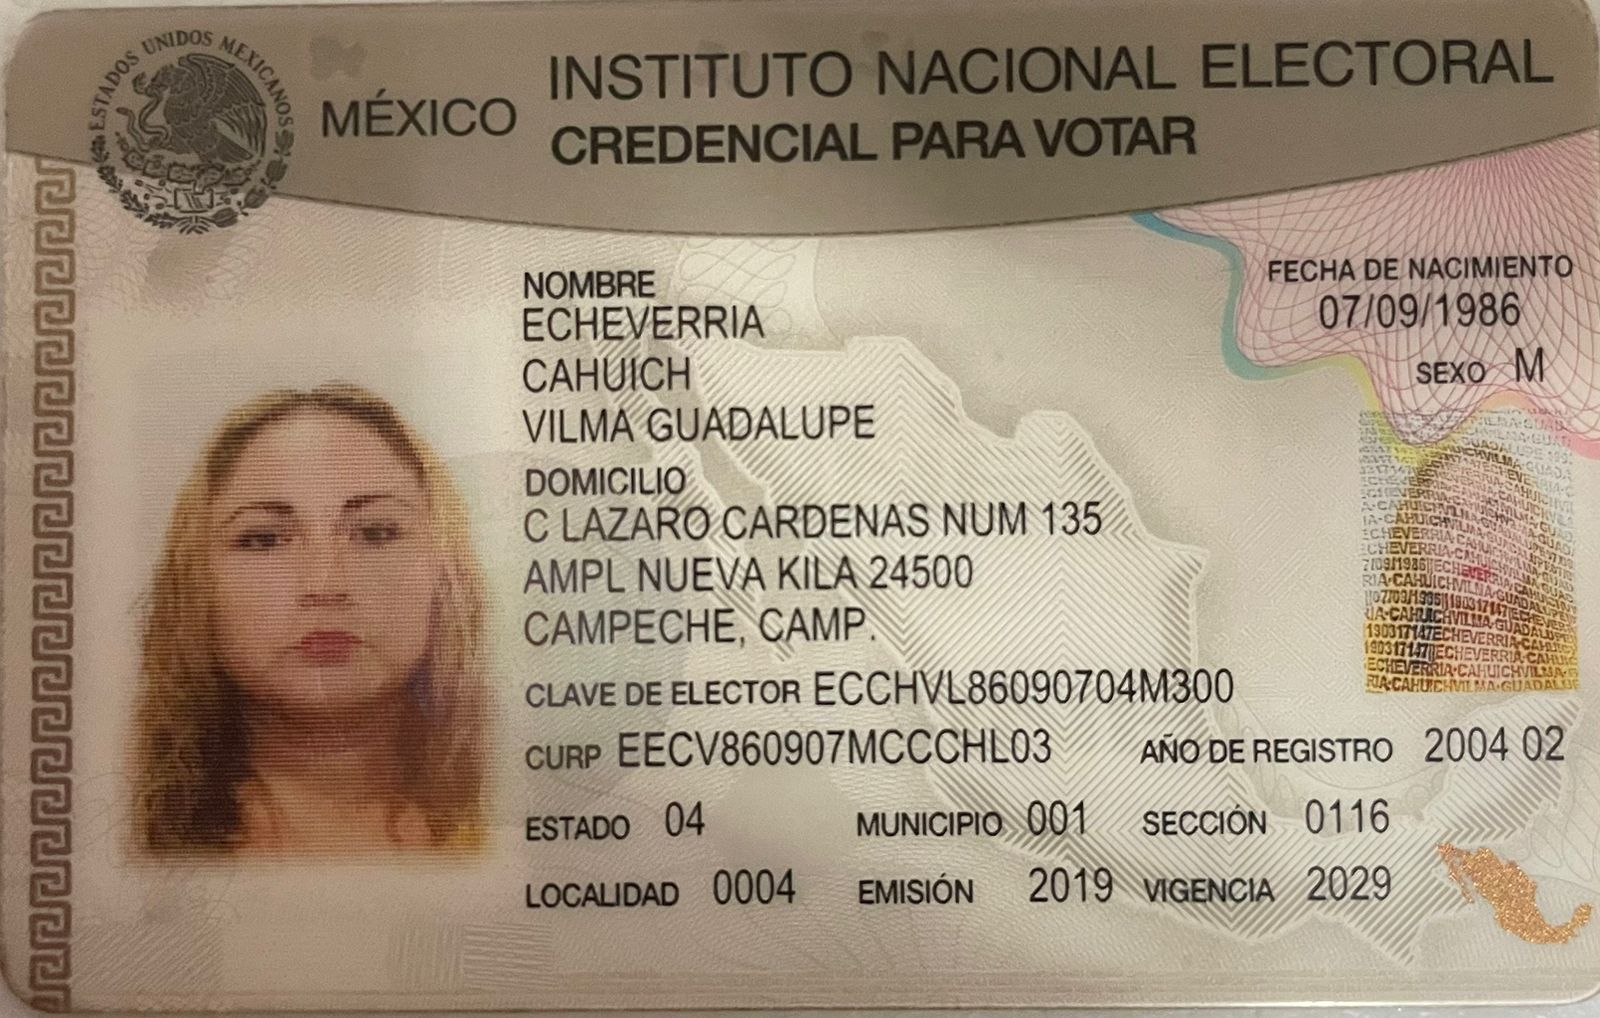 ESTADOS UNIDOS MEXICANOS
MÉXICO
INSTITUTO NACIONAL ELECTORAL
CREDENCIAL PARA VOTAR
NOMBRE
ECHEVERRIA
CAHUICH
VILMA GUADALUPE
FECHA DE NACIMIENTO
07/09/1986
SEXO M
DOMICILIO
C LAZARO CARDENAS NUM 135
AMPL NUEVA KILA 24500
CAMPECHE, CAMP.
CLAVE DE ELECTOR ECCHVL86090704M300
CURP EECV860907MCCCHL03 AÑO DE REGISTRO 2004 02
ESTADO 04 MUNICIPIO 001 SECCIÓN 0116
LOCALIDAD 0004 EMISIÓN 2019 VIGENCIA 2029